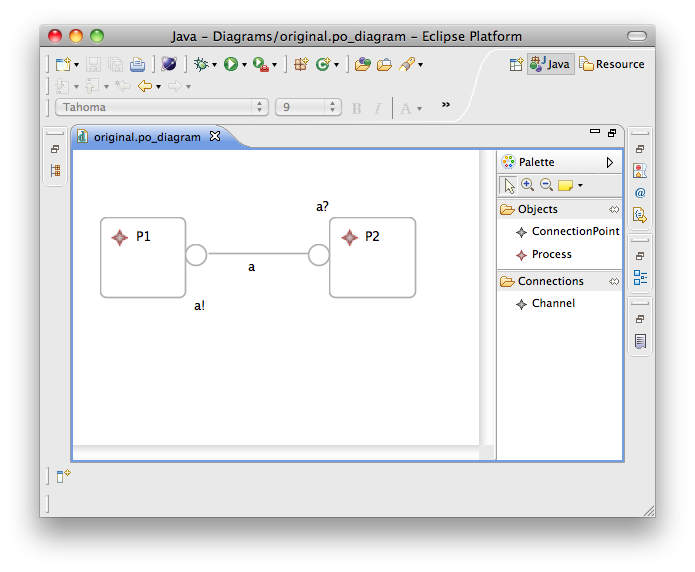 Java – Diagrams/original.po_diagram – Eclipse Platform
Java
Resource
Tahoma
9
B I A
»
original.po_diagram
Palette
Objects
ConnectionPoint
Process
Connections
Channel
a?
P1
P2
a
a!
@